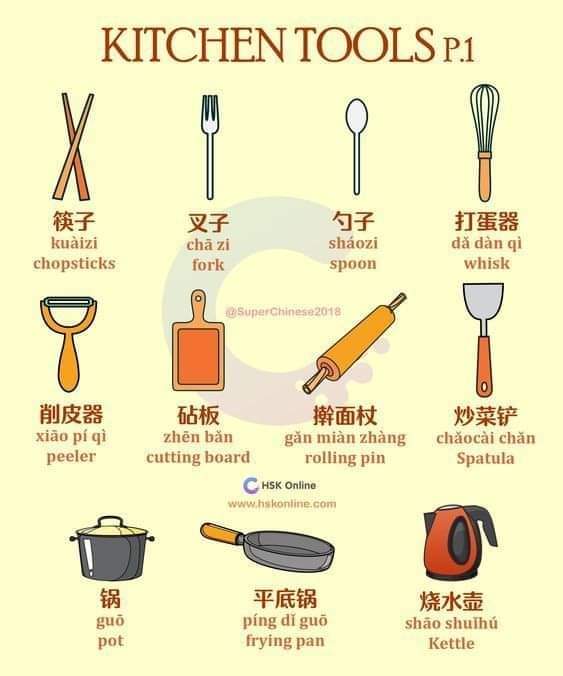 KITCHEN TOOLS P.1
筷子
kuàizi
chopsticks
叉子
chā zi
fork
勺子
sháozi
spoon
打蛋器
dǎ dàn qì
whisk
@SuperChinese2018
削皮器
xiāo pí qì
peeler
砧板
zhēn bǎn
cutting board
擀面杖
gǎn miàn zhàng
rolling pin
炒菜铲
chǎocài chǎn
Spatula
HSK Online
www.hskonline.com
锅
guō
pot
平底锅
píng dǐ guō
frying pan
烧水壶
shāo shuǐhú
Kettle